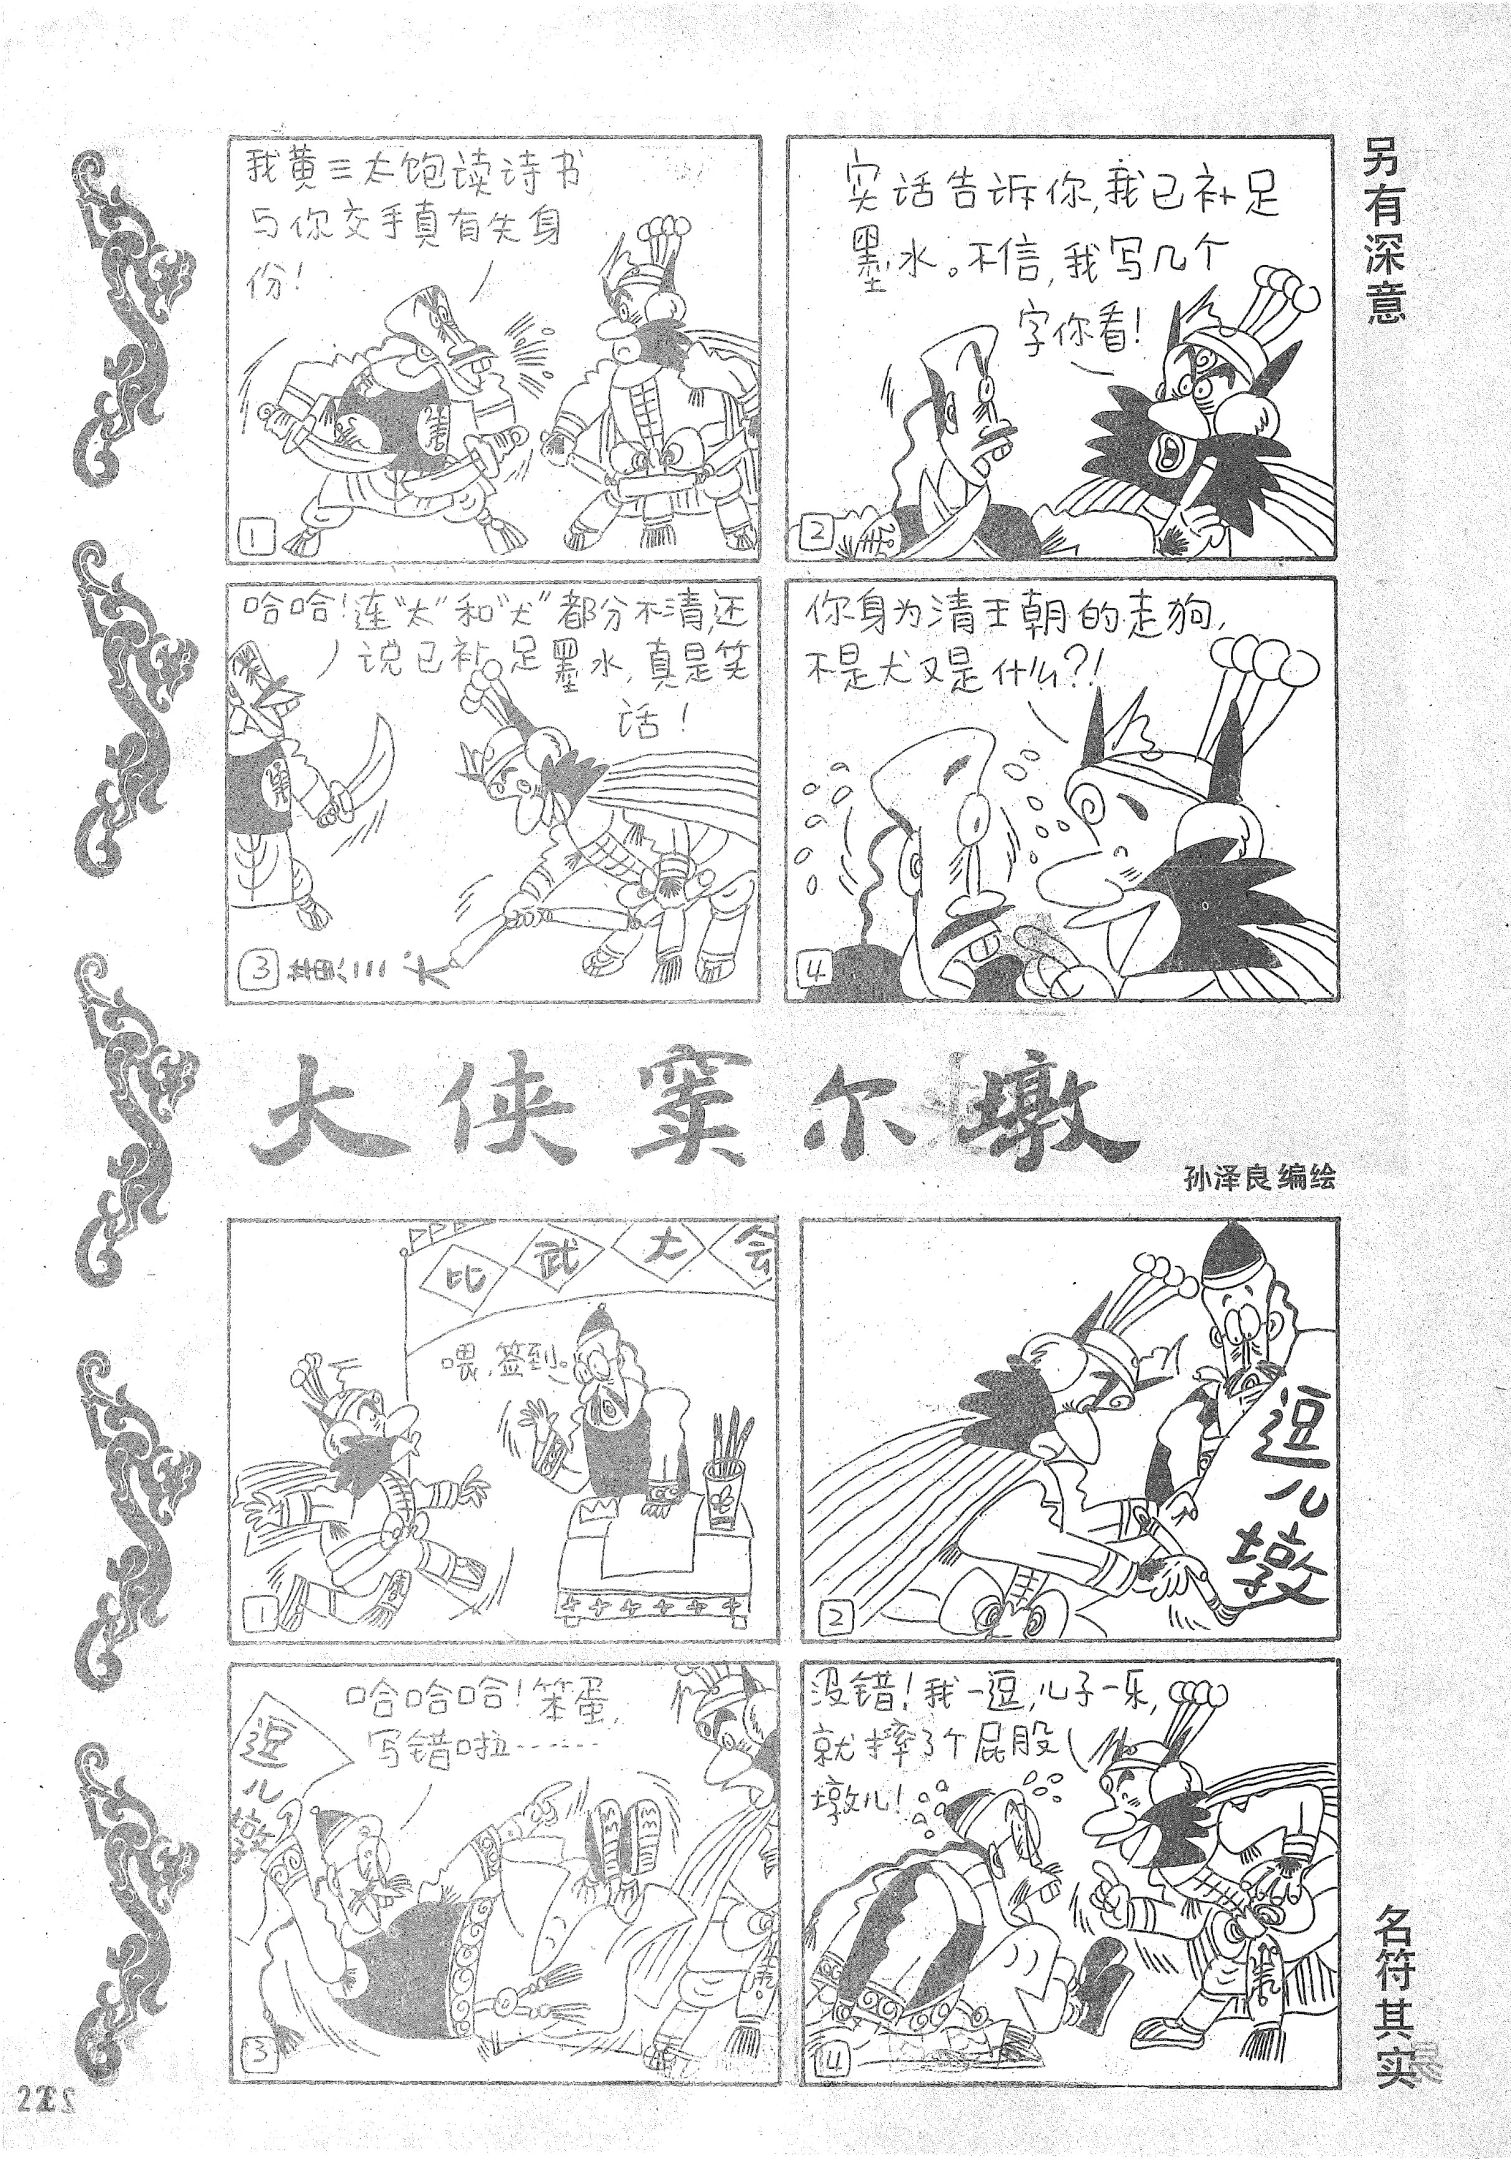 另有深意
我黄三太饱读诗书
与你交手真有失身
份！
1
实话告诉你,我已补足
墨水。不信,我写几个
字你看！
2
哈哈！连“太”和“犬”都分不清,还
说已补足墨水,真是笑
话！
3
黄三犬
你身为清王朝的走狗,
不是犬又是什么？！
4
大侠窦尔墩
孙泽良编绘
比武大会
喂,签到。
1
逗儿墩
2
哈哈哈！笨蛋,
写错啦……
逗儿墩
3
没错！我一逗,儿子一乐,
就摔了个屁股
墩儿！
4
名符其实